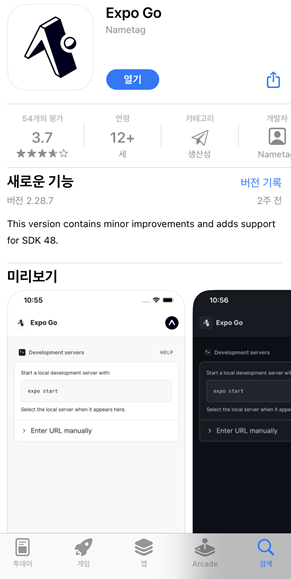 Expo Go
Nametag
열기
54개의 평가
연령
카테고리
개발자
3.7
12+
세
생산성
Nametag
새로운 기능
버전 기록
버전 2.28.7
2주 전
This version contains minor improvements and adds support
for SDK 48.
미리보기
10:55
Expo Go
Development servers
HELP
Start a local development server with:
expo start
Select the local server when it appears here.
Enter URL manually
10:56
Expo Go
Development servers
Start a local development server with
expo start
Select the local server when it appears
Enter URL manually
투데이
게임
앱
Arcade
검색